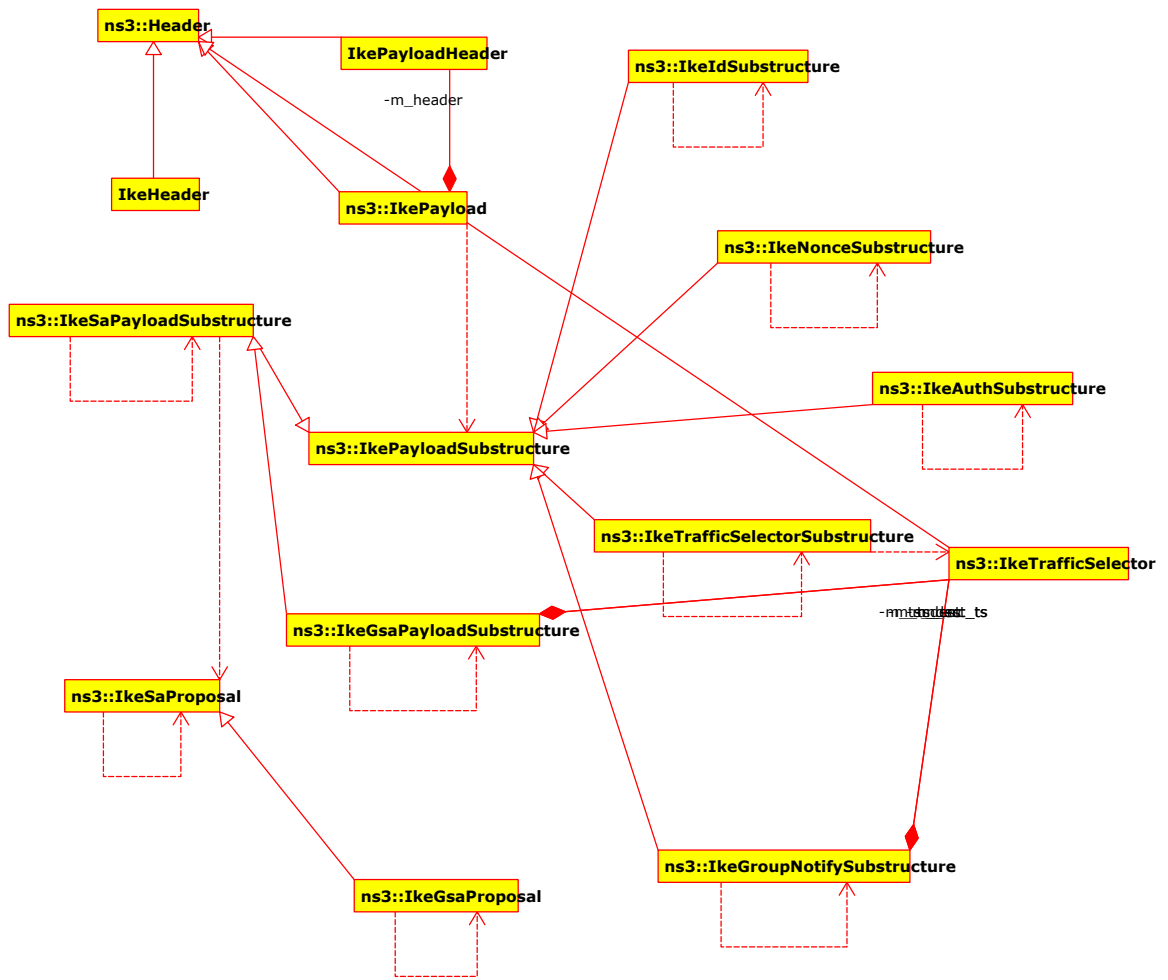 ns3::Header
IkePayloadHeader
ns3::IkeIdSubstructure
-m_header
IkeHeader
ns3::IkePayload
ns3::IkeNonceSubstructure
ns3::IkeSaPayloadSubstructure
ns3::IkeAuthSubstructure
ns3::IkePayloadSubstructure
ns3::IkeTrafficSelectorSubstructure
ns3::IkeTrafficSelector
ns3::IkeGsaPayloadSubstructure
ns3::IkeSaProposal
ns3::IkeGroupNotifySubstructure
ns3::IkeGsaProposal